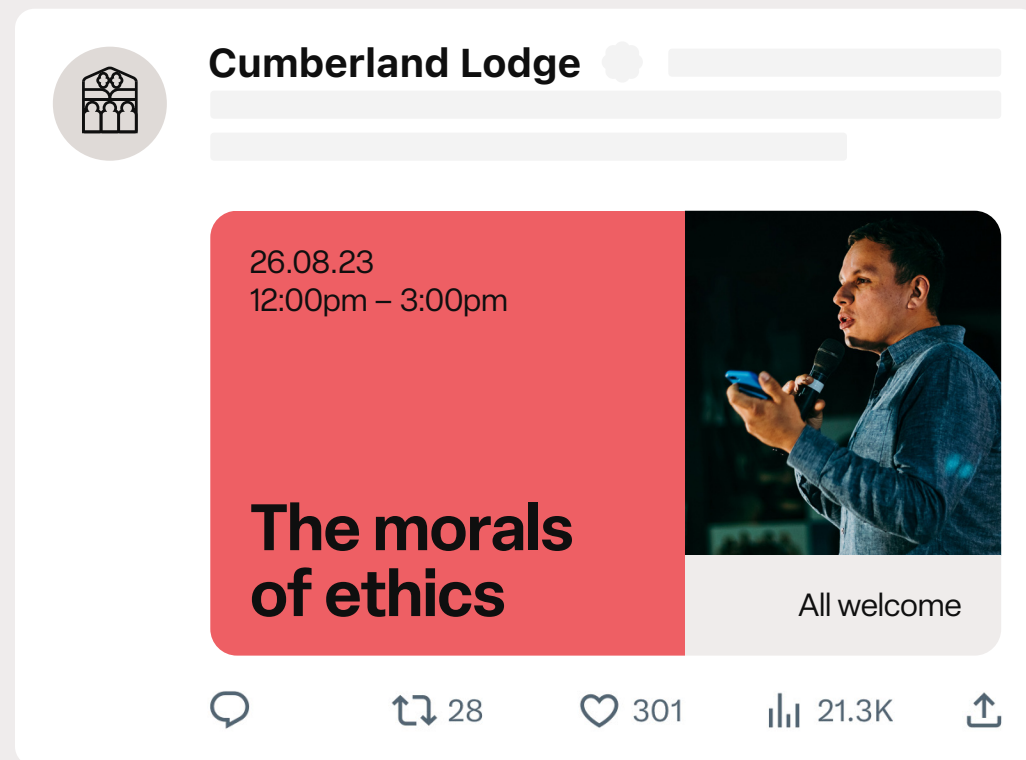 Cumberland Lodge
26.08.23
12:00pm – 3:00pm
The morals
of ethics
All welcome
28
301
21.3K